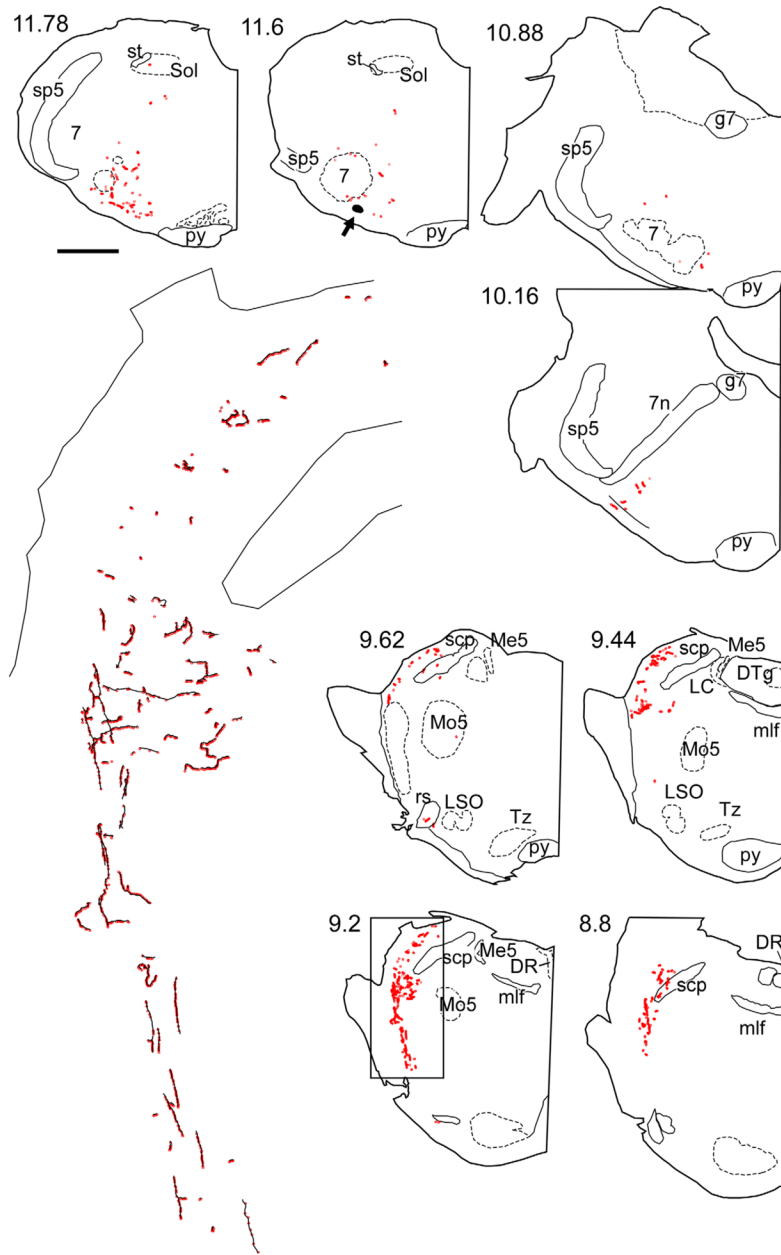 11.78
st
Sol
sp5
7
py
11.6
st
Sol
sp5
7
py
10.88
g7
sp5
7
py
10.16
g7
7n
sp5
py
9.62
scp
Me5
Mo5
rs
LSO
Tz
py
9.44
scp
Me5
LC
DTg
mlf
Mo5
LSO
Tz
py
9.2
scp
Me5
DR
mlf
Mo5
8.8
DR
scp
mlf